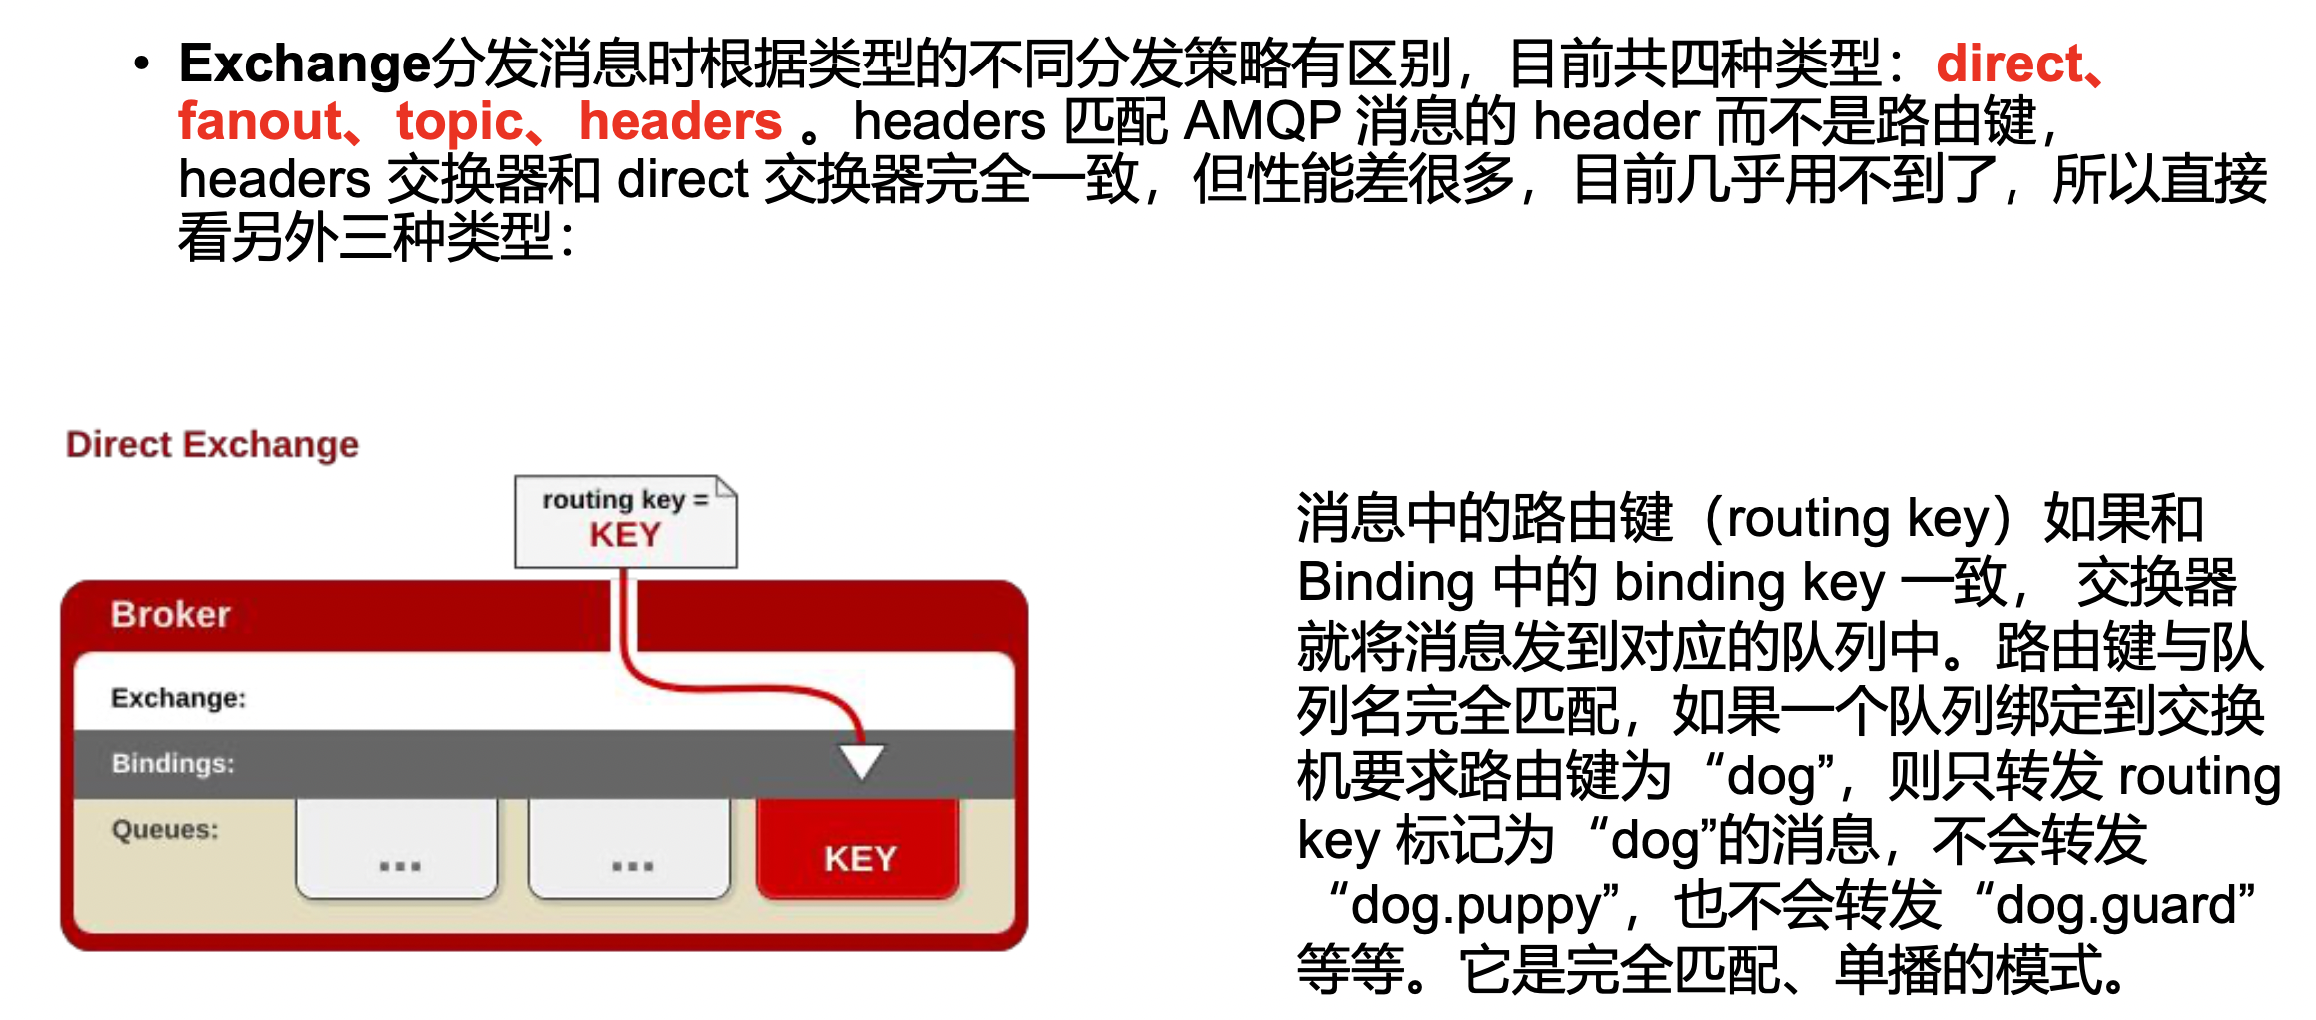 • Exchange分发消息时根据类型的不同分发策略有区别，目前共四种类型：direct、
fanout、topic、headers 。headers 匹配 AMQP 消息的 header 而不是路由键，
headers 交换器和 direct 交换器完全一致，但性能差很多，目前几乎用不到了，所以直接
看另外三种类型：
Direct Exchange
routing key =
KEY
Broker
Exchange:
Bindings:
Queues:
...
...
KEY
消息中的路由键（routing key）如果和
Binding 中的 binding key 一致， 交换器
就将消息发到对应的队列中。路由键与队
列名完全匹配，如果一个队列绑定到交换
机要求路由键为“dog”，则只转发 routing
key 标记为“dog”的消息，不会转发
“dog.puppy”，也不会转发“dog.guard”
等等。它是完全匹配、单播的模式。